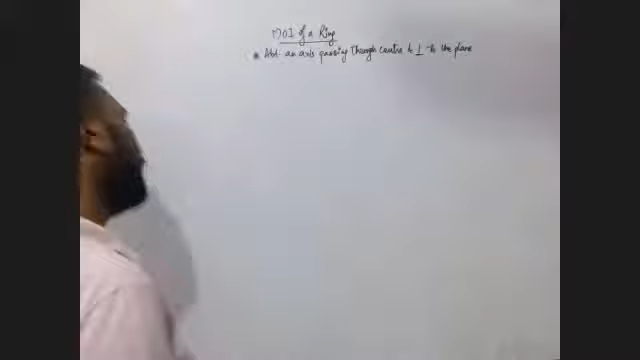 MOI of a Ring
* Abt. an axis passing through centre & ⊥ to the plane